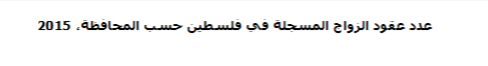 عدد عقود الزواج المسجلة في فلسطين حسب المحافظة، 2015